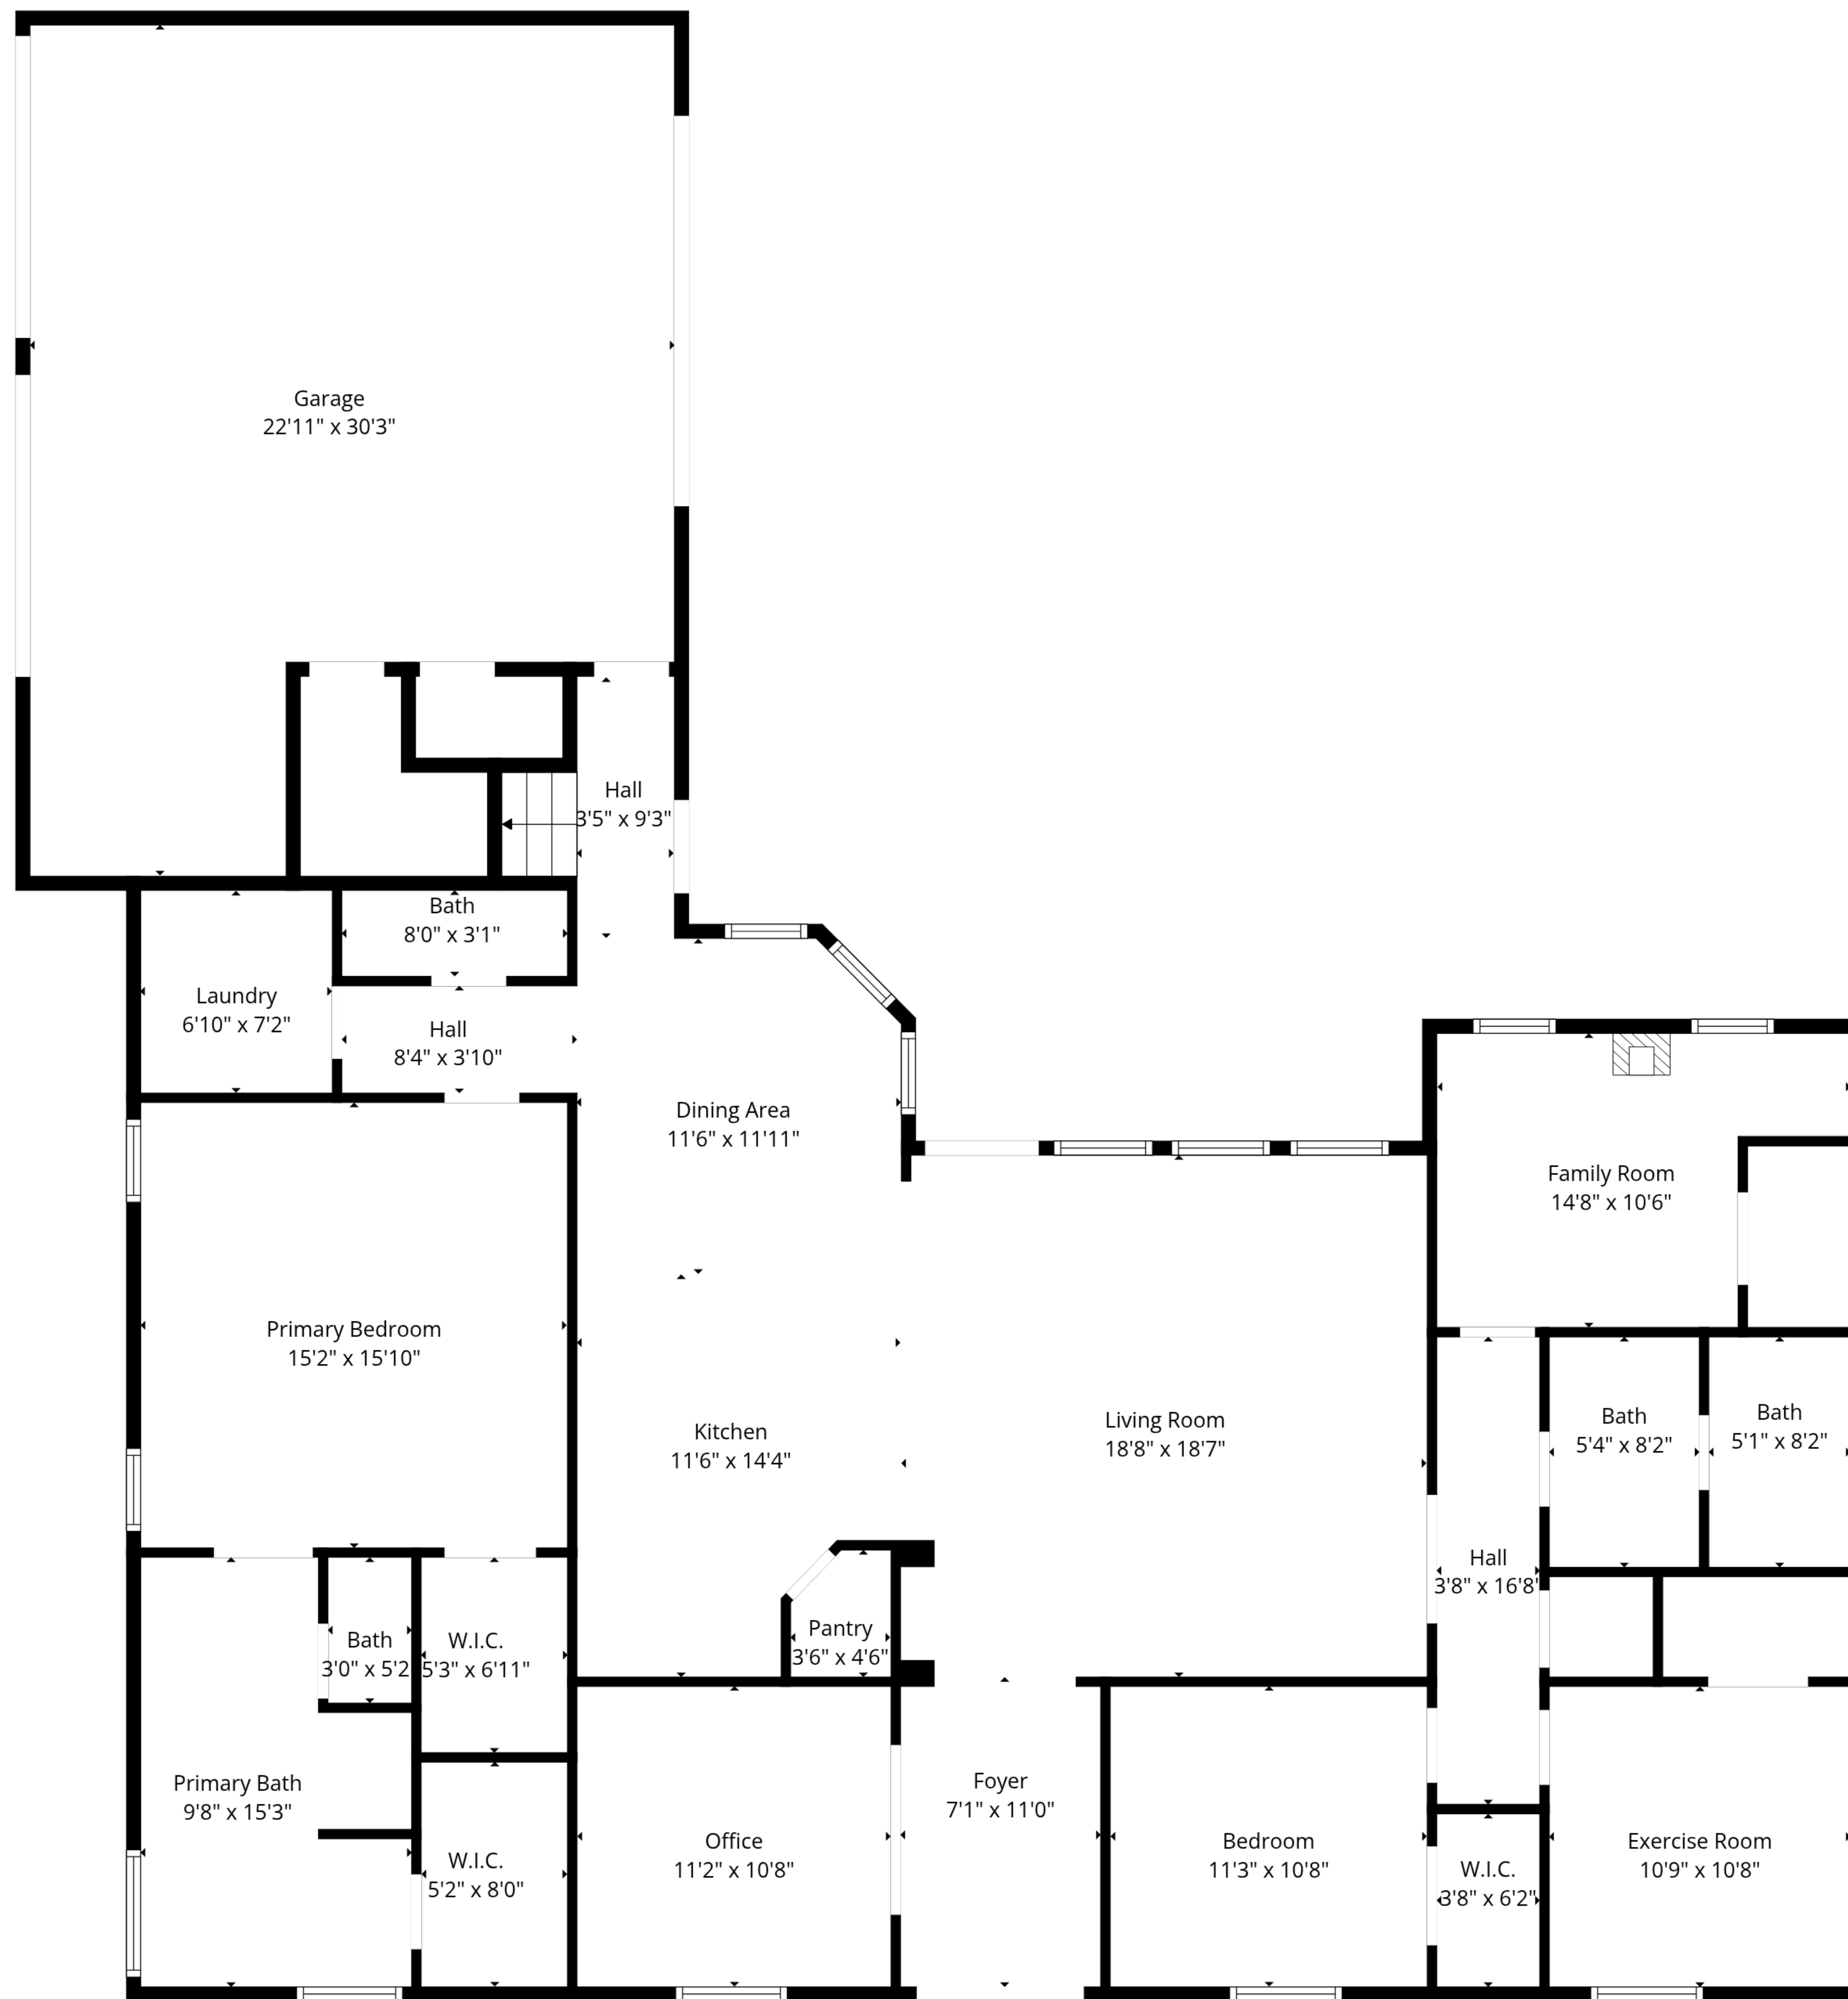 Garage
22'11" x 30'3"
Hall
3'5" x 9'3"
Bath
8'0" x 3'1"
Laundry
6'10" x 7'2"
Hall
8'4" x 3'10"
Dining Area
11'6" x 11'11"
Family Room
14'8" x 10'6"
Primary Bedroom
15'2" x 15'10"
Kitchen
11'6" x 14'4"
Living Room
18'8" x 18'7"
Bath
5'4" x 8'2"
Bath
5'1" x 8'2"
Hall
3'8" x 16'8"
Pantry
3'6" x 4'6"
Bath
3'0" x 5'2
W.I.C.
5'3" x 6'11"
Primary Bath
9'8" x 15'3"
Foyer
7'1" x 11'0"
W.I.C.
5'2" x 8'0"
Office
11'2" x 10'8"
Bedroom
11'3" x 10'8"
W.I.C.
3'8" x 6'2"
Exercise Room
10'9" x 10'8"